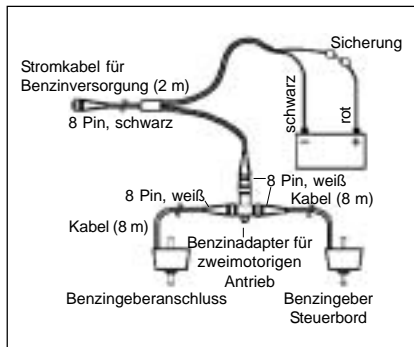 Sicherung
Stromkabel für
Benzinversorgung (2 m)
schwarz
rot
8 Pin, schwarz
- +
8 Pin, weiß
8 Pin, weiß
Kabel (8 m)
Kabel (8 m)
Benzinadapter für
zweimotorigen
Antrieb
Benzingeberanschluss
Benzingeber
Steuerbord